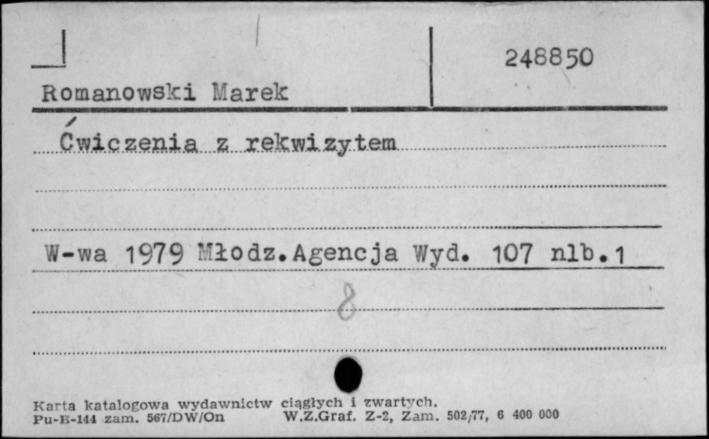 248850
Romanowski Marek
Ćwiczenia z rekwizytem
W-wa 1979 Młodz.Agencja Wyd. 107 nlb.1
8
Karta katalogowa wydawnictw ciągłych i zwartych.
Pu-B-144 zam. 567/DW/On W.Z.Graf. Z-2, Zam. 502/77, 6 400 000